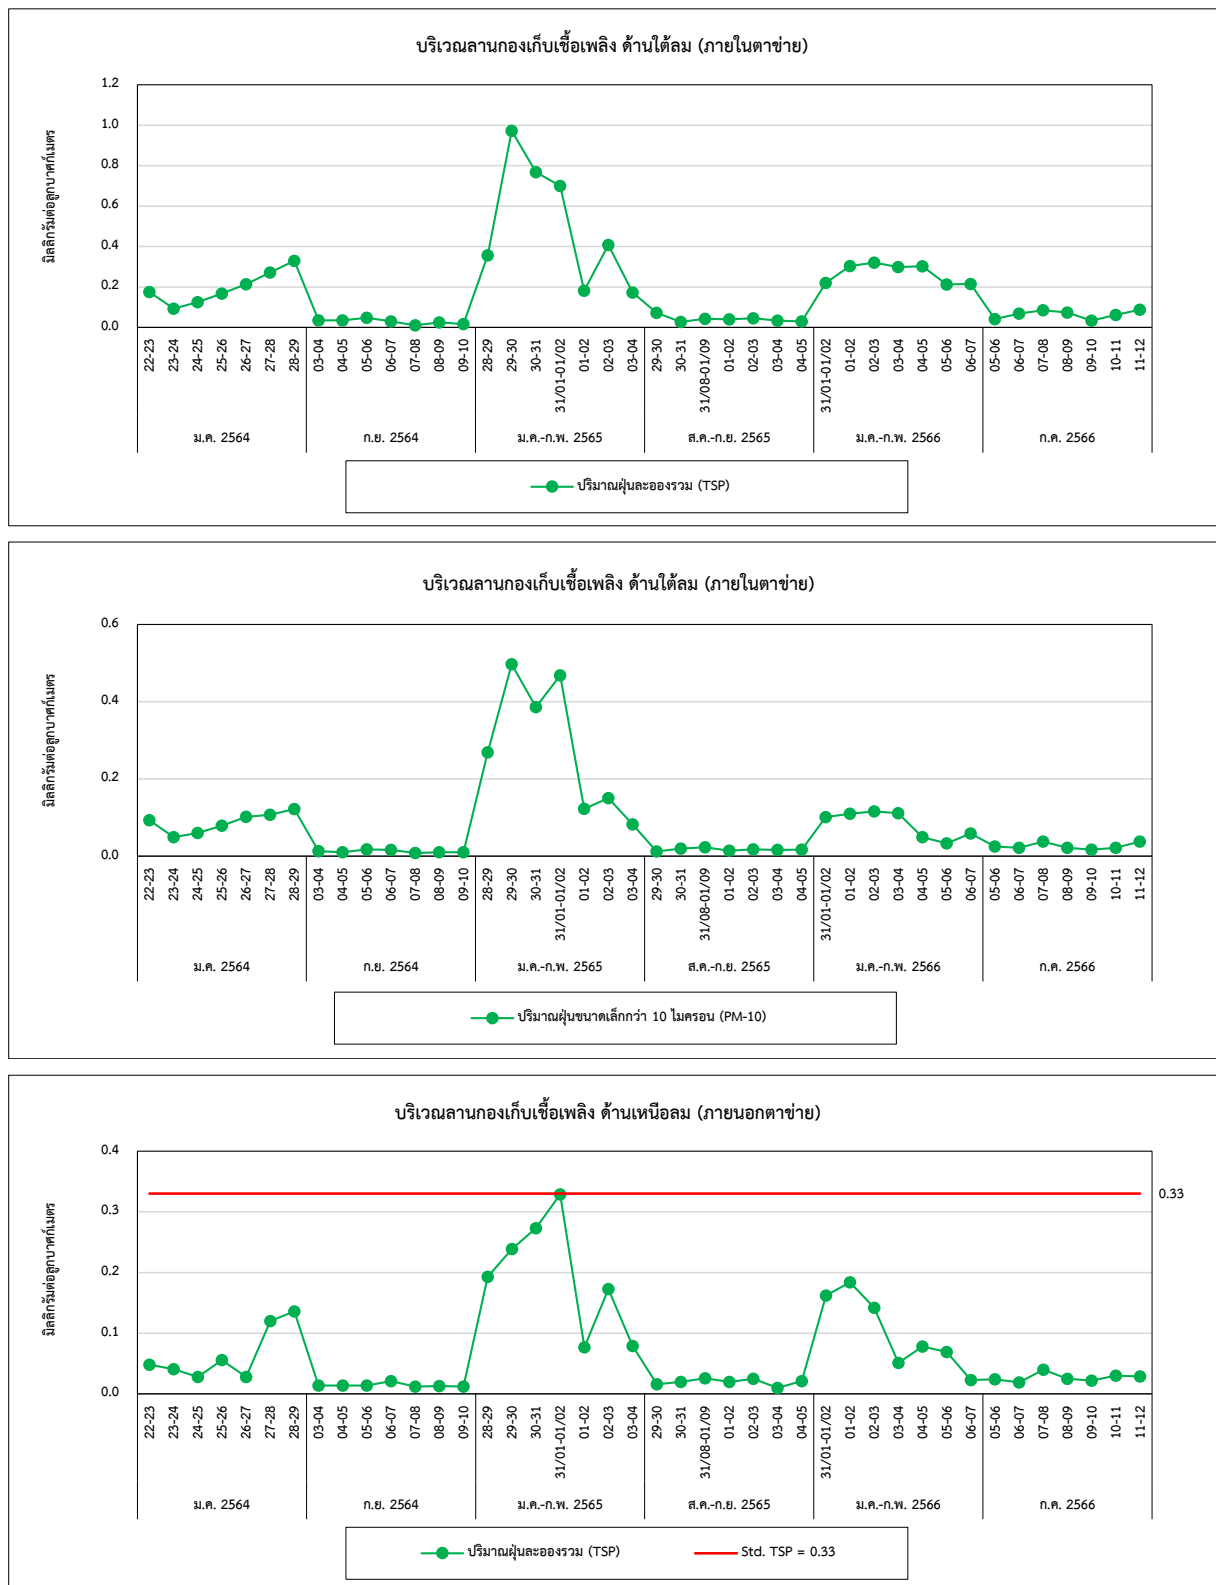 บริเวณลานกองเก็บเชื้อเพลิง ด้านใต้ลม (ภายในตาข่าย)
มิลลิกรัมต่อลูกบาศก์เมตร
1.2
1.0
0.8
0.6
0.4
0.2
0.0
22-23 23-24 24-25 25-26 26-27 27-28 28-29 03-04 04-05 05-06 06-07 07-08 08-09 09-10 28-29 29-30 30-31 31/01-01/02 01-02 02-03 03-04 29-30 30-31 31/08-01/09 01-02 02-03 03-04 04-05 31/01-01/02 01-02 02-03 03-04 04-05 05-06 06-07 05-06 06-07 07-08 08-09 09-10 10-11 11-12
ม.ค. 2564 ก.ย. 2564 ม.ค.-ก.พ. 2565 ส.ค.-ก.ย. 2565 ม.ค.-ก.พ. 2566 ก.ค. 2566
ปริมาณฝุ่นละอองรวม (TSP)
บริเวณลานกองเก็บเชื้อเพลิง ด้านใต้ลม (ภายในตาข่าย)
มิลลิกรัมต่อลูกบาศก์เมตร
0.6
0.4
0.2
0.0
22-23 23-24 24-25 25-26 26-27 27-28 28-29 03-04 04-05 05-06 06-07 07-08 08-09 09-10 28-29 29-30 30-31 31/01-01/02 01-02 02-03 03-04 29-30 30-31 31/08-01/09 01-02 02-03 03-04 04-05 31/01-01/02 01-02 02-03 03-04 04-05 05-06 06-07 05-06 06-07 07-08 08-09 09-10 10-11 11-12
ม.ค. 2564 ก.ย. 2564 ม.ค.-ก.พ. 2565 ส.ค.-ก.ย. 2565 ม.ค.-ก.พ. 2566 ก.ค. 2566
ปริมาณฝุ่นขนาดเล็กกว่า 10 ไมครอน (PM-10)
บริเวณลานกองเก็บเชื้อเพลิง ด้านเหนือลม (ภายนอกตาข่าย)
มิลลิกรัมต่อลูกบาศก์เมตร
0.4
0.3
0.2
0.1
0.0
0.33
22-23 23-24 24-25 25-26 26-27 27-28 28-29 03-04 04-05 05-06 06-07 07-08 08-09 09-10 28-29 29-30 30-31 31/01-01/02 01-02 02-03 03-04 29-30 30-31 31/08-01/09 01-02 02-03 03-04 04-05 31/01-01/02 01-02 02-03 03-04 04-05 05-06 06-07 05-06 06-07 07-08 08-09 09-10 10-11 11-12
ม.ค. 2564 ก.ย. 2564 ม.ค.-ก.พ. 2565 ส.ค.-ก.ย. 2565 ม.ค.-ก.พ. 2566 ก.ค. 2566
ปริมาณฝุ่นละอองรวม (TSP) Std. TSP = 0.33